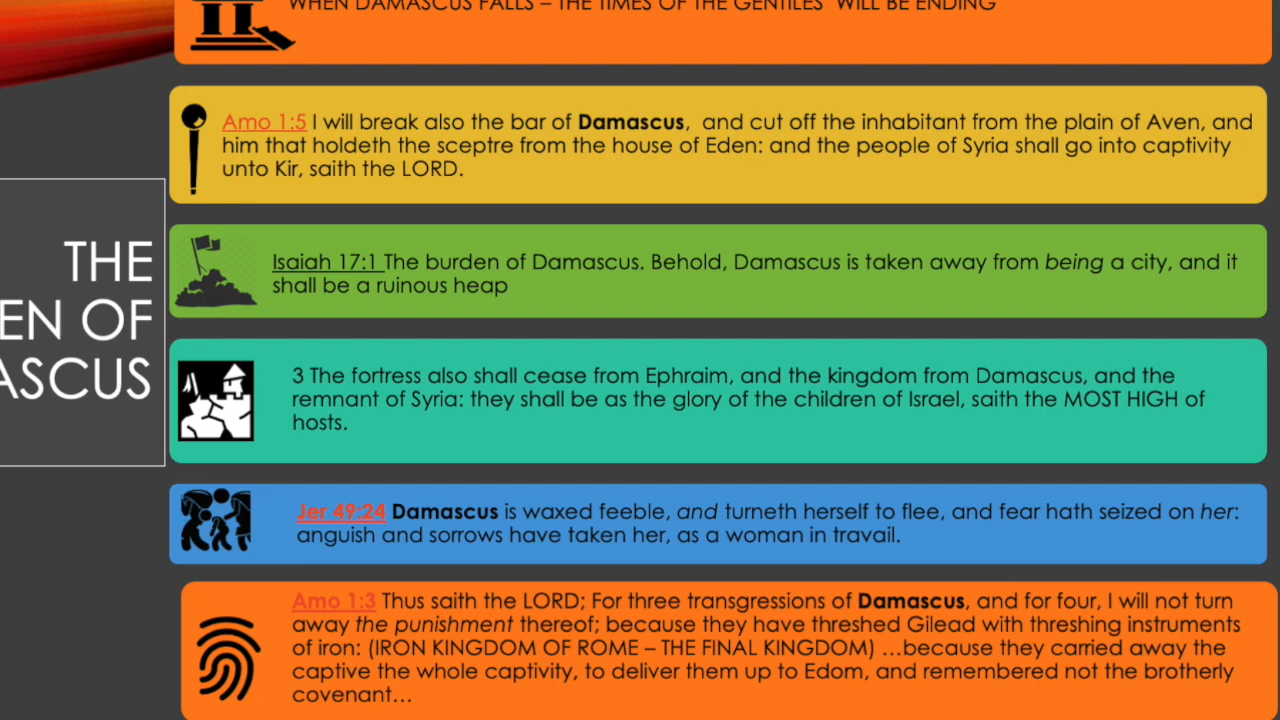 WHEN DAMASCUS FALLS – THE TIMES OF THE GENTILES WILL BE ENDING
Amo 1:5 I will break also the bar of Damascus, and cut off the inhabitant from the plain of Aven, and
him that holdeth the sceptre from the house of Eden: and the people of Syria shall go into captivity
unto Kir, saith the LORD.
THE
EN OF
ASCUS
Isaiah 17:1 The burden of Damascus. Behold, Damascus is taken away from being a city, and it
shall be a ruinous heap
3 The fortress also shall cease from Ephraim, and the kingdom from Damascus, and the
remnant of Syria: they shall be as the glory of the children of Israel, saith the MOST HIGH of
hosts.
Jer 49:24 Damascus is waxed feeble, and turneth herself to flee, and fear hath seized on her:
anguish and sorrows have taken her, as a woman in travail.
Amo 1:3 Thus saith the LORD; For three transgressions of Damascus, and for four, I will not turn
away the punishment thereof; because they have threshed Gilead with threshing instruments
of iron: (IRON KINGDOM OF ROME – THE FINAL KINGDOM) …because they carried away the
captive the whole captivity, to deliver them up to Edom, and remembered not the brotherly
covenant…